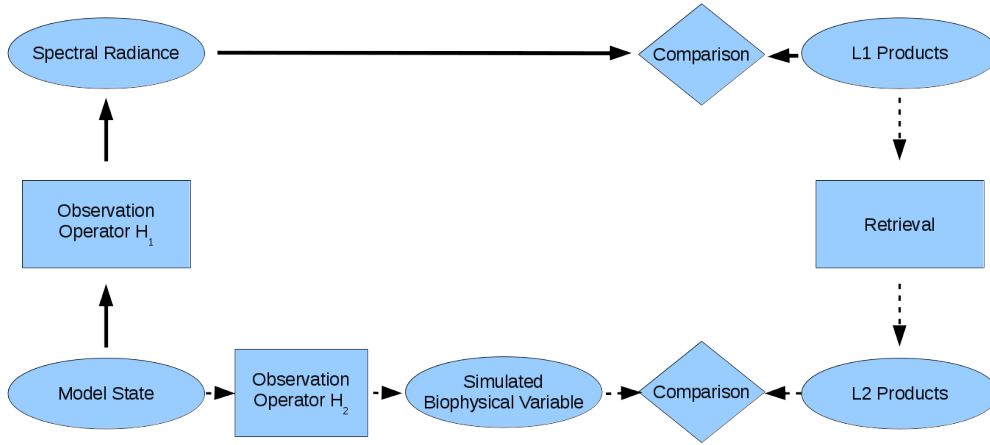 Spectral Radiance
Comparison
L1 Products
Observation
Operator H1
Retrieval
Model State
Observation
Operator H2
Simulated
Biophysical Variable
Comparison
L2 Products